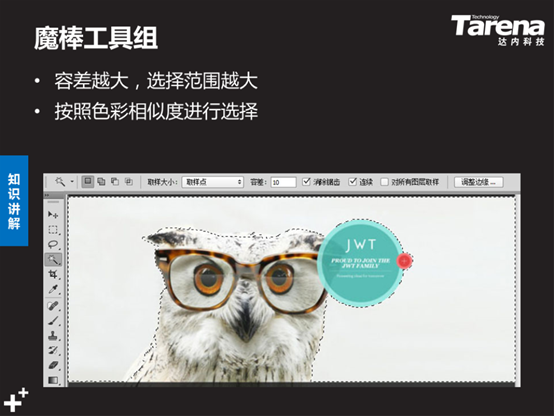 魔棒工具组
Technology
Tarena
达内科技
• 容差越大，选择范围越大
• 按照色彩相似度进行选择
知识讲解
取样大小： 取样点 容差： 10 消除锯齿 连续 对所有图层取样 调整边缘 ...
JWT
PROUD TO JOIN THE
JWT FAMILY